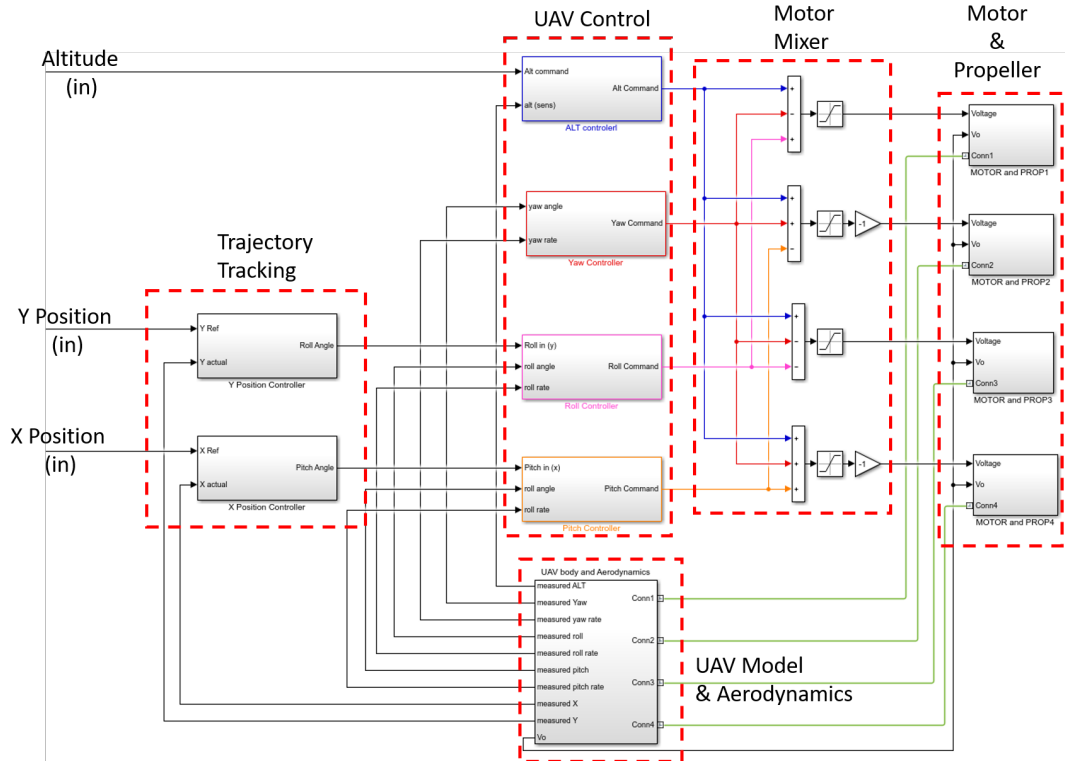 UAV Control
Motor
Mixer
Motor
&
Propeller
Altitude
(in)
Alt command
alt (sens)
Alt Command
ALT controlerl
+
−
+
Voltage
Vo
Conn1
MOTOR and PROP1
yaw angle
yaw rate
Yaw Command
Yaw Controller
+
+
−
-1
Voltage
Vo
Conn2
MOTOR and PROP2
Trajectory
Tracking
Y Position
(in)
Y Ref
Y actual
Roll Angle
Y Position Controller
Roll in (y)
roll angle
roll rate
Roll Command
Roll Controller
+
−
−
Voltage
Vo
Conn3
MOTOR and PROP3
X Position
(in)
X Ref
X actual
Pitch Angle
X Position Controller
Pitch in (x)
roll angle
roll rate
Pitch Command
Pitch Controller
+
+
+
-1
Voltage
Vo
Conn4
MOTOR and PROP4
UAV body and Aerodynamics
measured ALT
measured Yaw
measured yaw rate
measured roll
measured roll rate
measured pitch
measured pitch rate
measured X
measured Y
Vo
Conn1
Conn2
Conn3
Conn4
UAV Model
& Aerodynamics